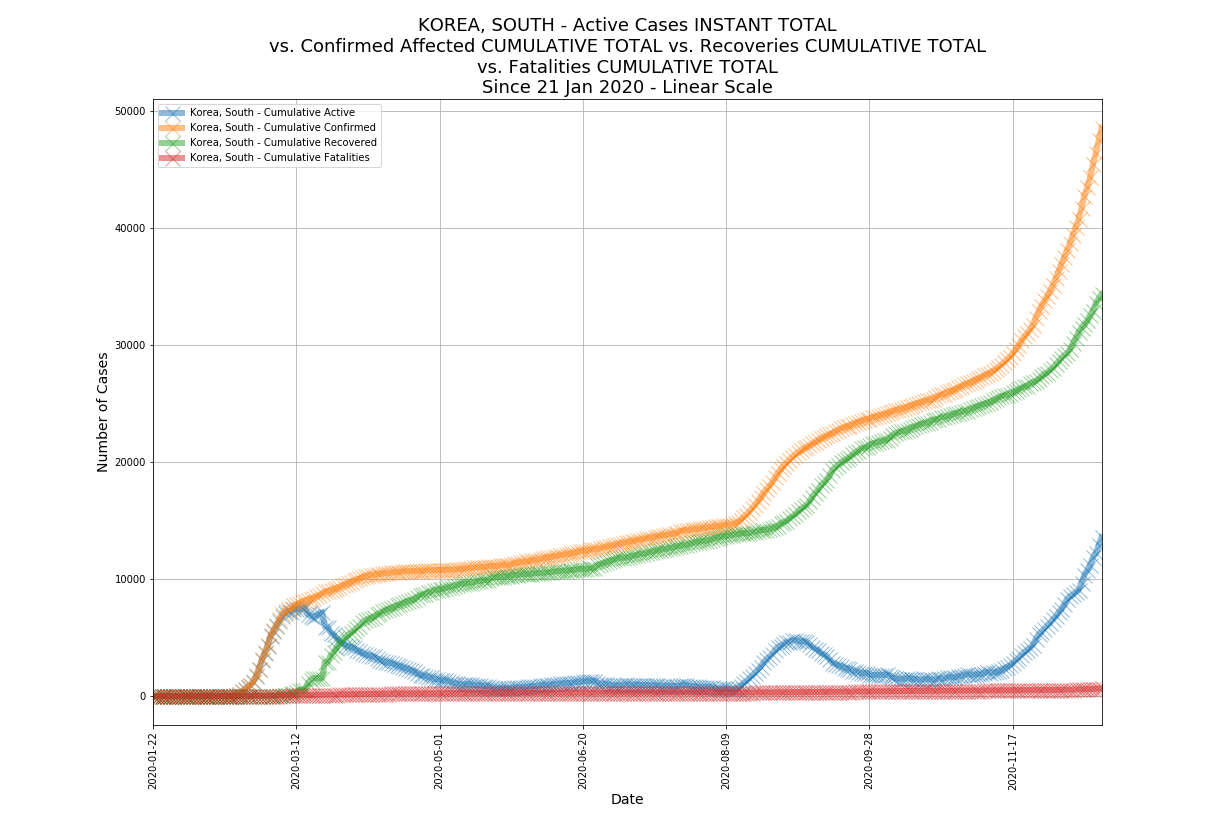 KOREA, SOUTH - Active Cases INSTANT TOTAL
vs. Confirmed Affected CUMULATIVE TOTAL vs. Recoveries CUMULATIVE TOTAL
vs. Fatalities CUMULATIVE TOTAL
Since 21 Jan 2020 - Linear Scale
Korea, South - Cumulative Active
Korea, South - Cumulative Confirmed
Korea, South - Cumulative Recovered
Korea, South - Cumulative Fatalities
Number of Cases
50000
40000
30000
20000
10000
0
2020-01-22
2020-03-12
2020-05-01
2020-06-20
2020-08-09
2020-09-28
2020-11-17
Date